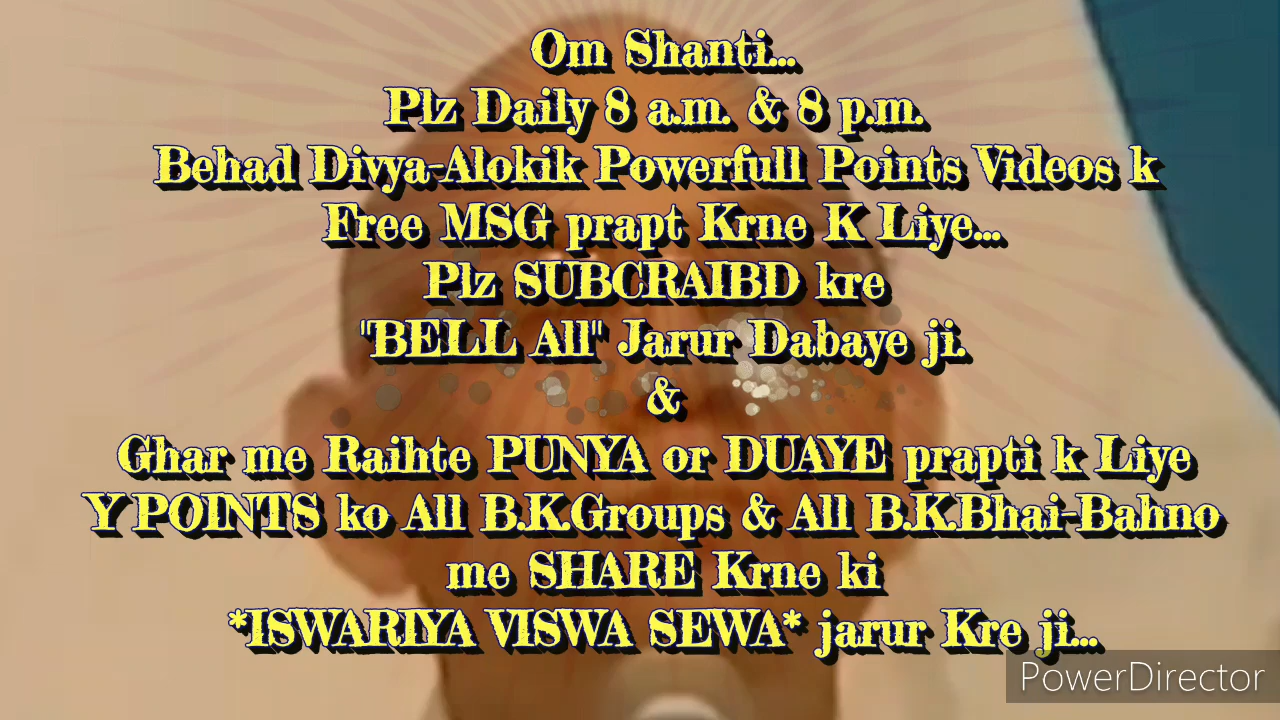 Om Shanti...
Plz Daily 8 a.m. & 8 p.m.
Behad Divya-Alokik Powerfull Points Videos k
Free MSG prapt Krne K Liye...
Plz SUBCRAIBD kre
"BELL All" Jarur Dabaye ji.
&
Ghar me Raihte PUNYA or DUAYE prapti k Liye
Y POINTS ko All B.K.Groups & All B.K.Bhai-Bahno
me SHARE Krne ki
*ISWARIYA VISWA SEWA* jarur Kre ji...
PowerDirector